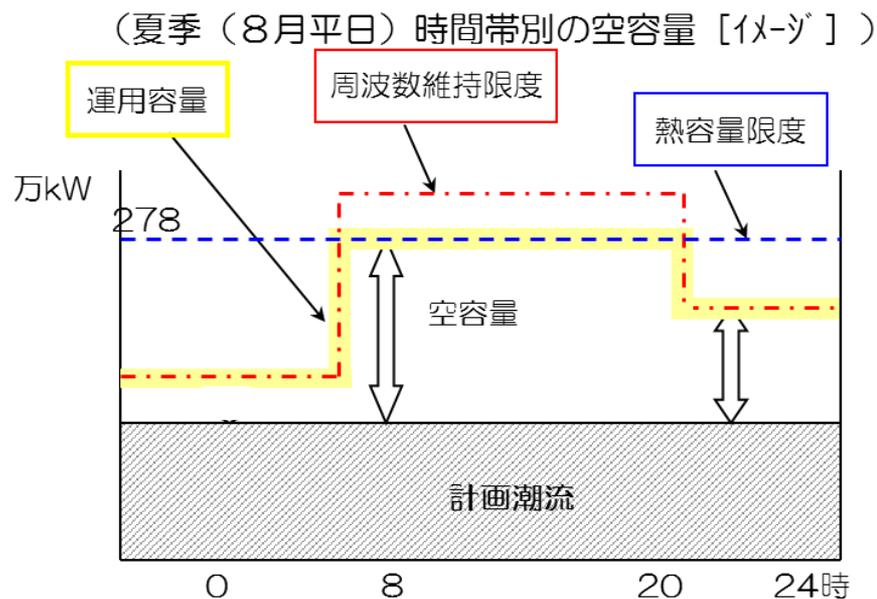 （夏季（８月平日）時間帯別の空容量［ｲﾒｰｼﾞ］）
運用容量
周波数維持限度
熱容量限度
万kW
278
空容量
計画潮流
0 8 20 24時